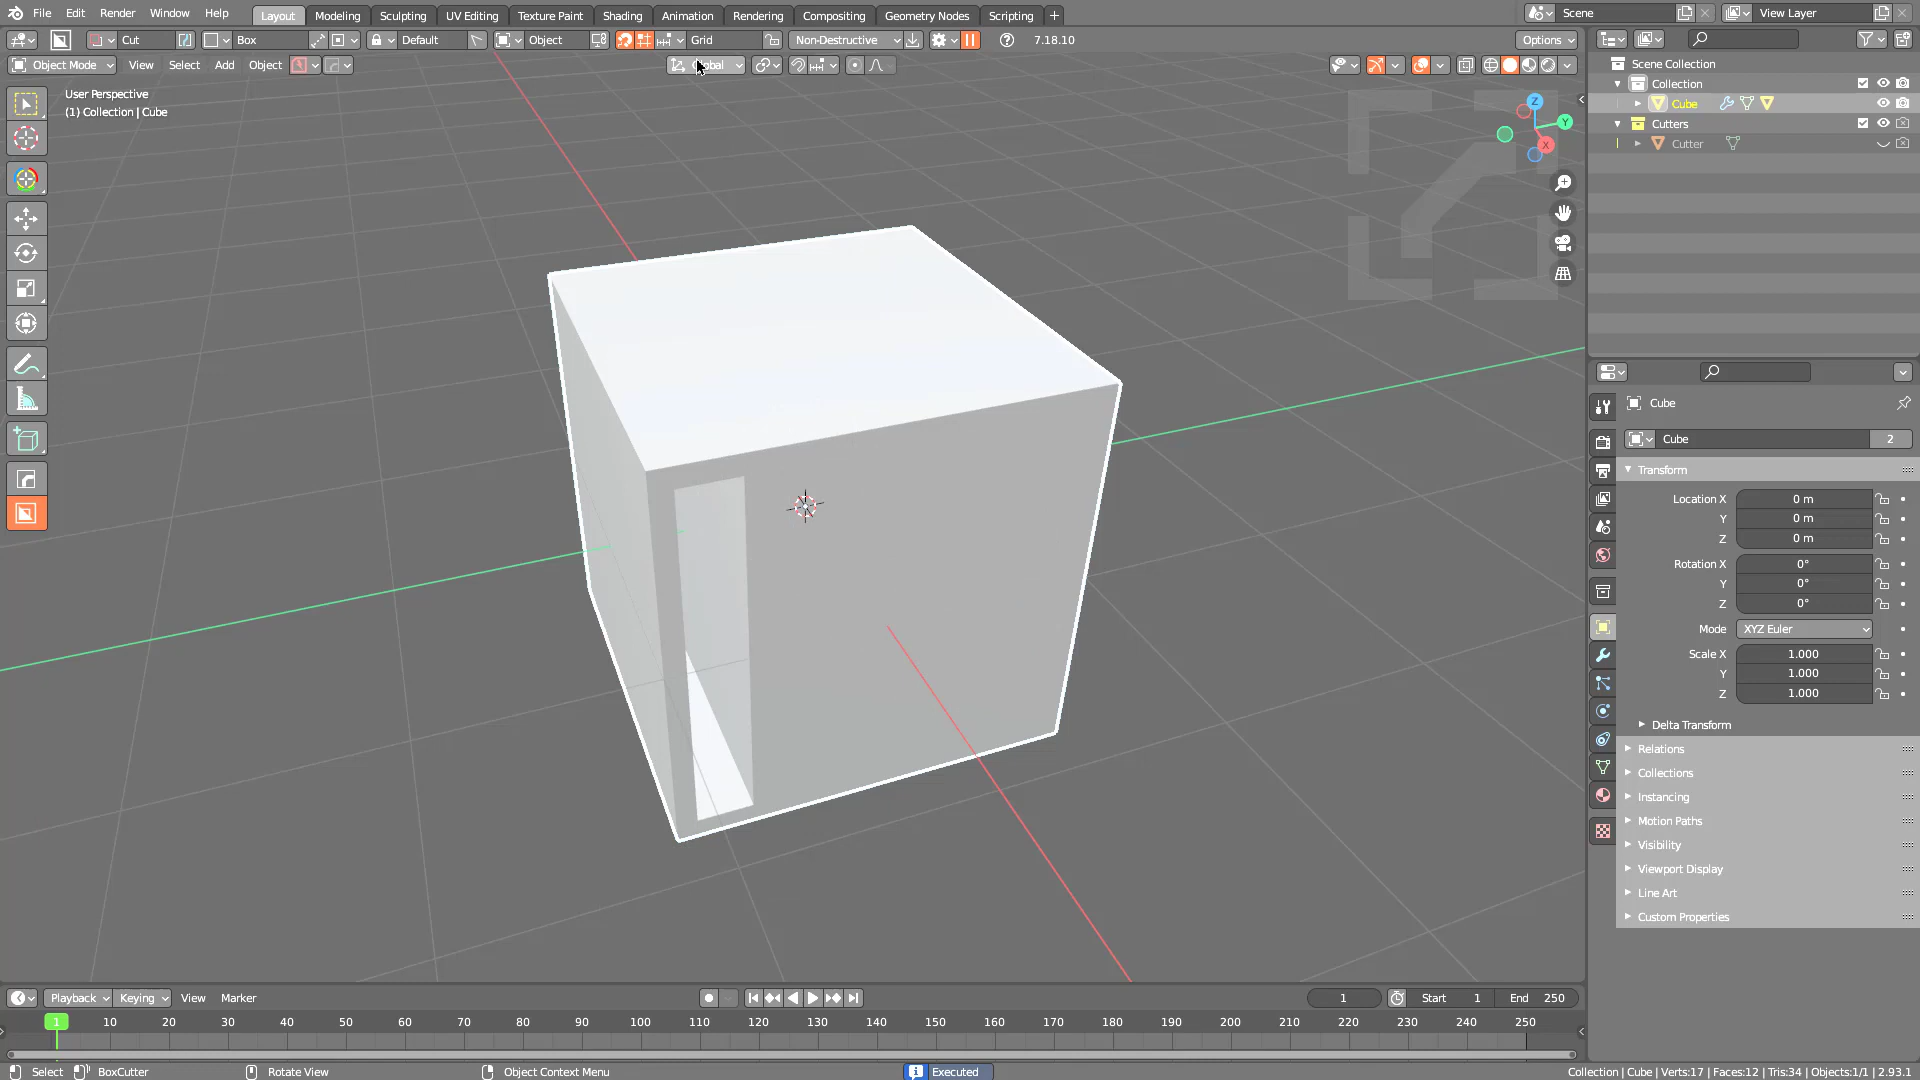 File Edit Render Window Help Layout Modeling Sculpting UV Editing Texture Paint Shading Animation Rendering Compositing Geometry Nodes Scripting + Scene View Layer
Cut Box Default Object Grid Non-Destructive 7.18.10 Options
Object Mode View Select Add Object
User Perspective
(1) Collection | Cube
Z
Y
X
Scene Collection
Collection
Cube
Cutters
Cutter
Cube
Cube 2
Transform
Location X 0 m
Y 0 m
Z 0 m
Rotation X 0°
Y 0°
Z 0°
Mode XYZ Euler
Scale X 1.000
Y 1.000
Z 1.000
Delta Transform
Relations
Collections
Instancing
Motion Paths
Visibility
Viewport Display
Line Art
Custom Properties
Playback Keying View Marker 1 Start 1 End 250
1 10 20 30 40 50 60 70 80 90 100 110 120 130 140 150 160 170 180 190 200 210 220 230 240 250
Select BoxCutter Rotate View Object Context Menu Executed Collection | Cube | Verts:17 | Faces:12 | Tris:34 | Objects:1/1 | 2.93.1